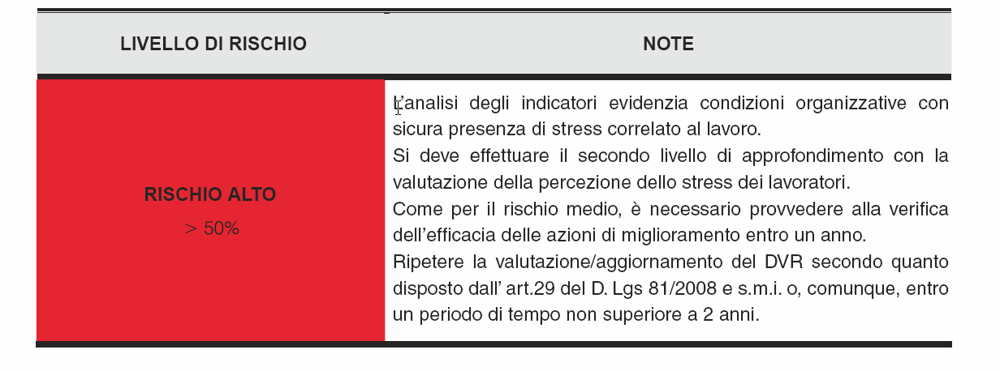 LIVELLO DI RISCHIO NOTE
RISCHIO ALTO
> 50%
L'analisi degli indicatori evidenzia condizioni organizzative con
sicura presenza di stress correlato al lavoro.
Si deve effettuare il secondo livello di approfondimento con la
valutazione della percezione dello stress dei lavoratori.
Come per il rischio medio, è necessario provvedere alla verifica
dell'efficacia delle azioni di miglioramento entro un anno.
Ripetere la valutazione/aggiornamento del DVR secondo quanto
disposto dall' art.29 del D. Lgs 81/2008 e s.m.i. o, comunque, entro
un periodo di tempo non superiore a 2 anni.